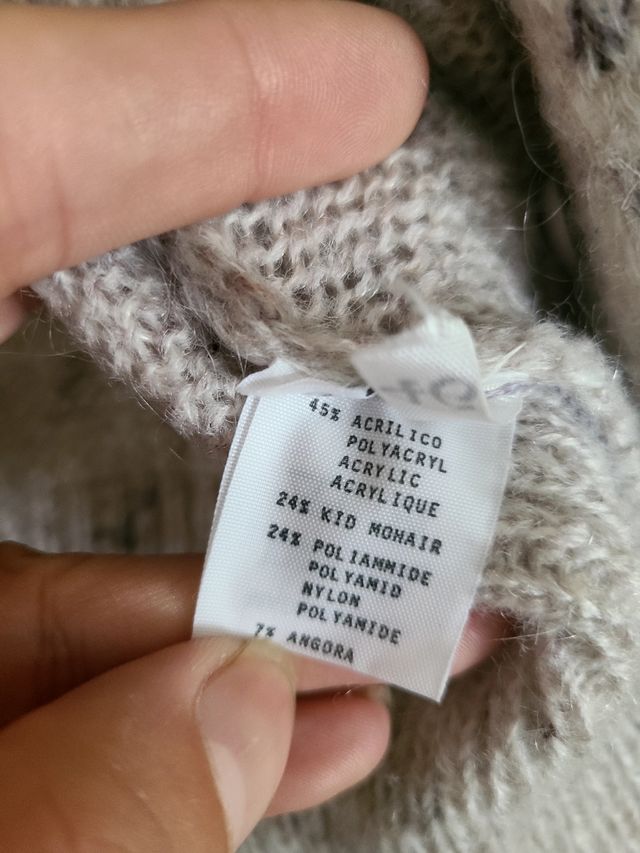 45% ACRILICO
POLYACRYL
ACRYLIC
ACRYLIQUE
24% KID MOHAIR
24% POLIAMMIDE
POLYAMID
NYLON
POLYAMIDE
7% ANGORA